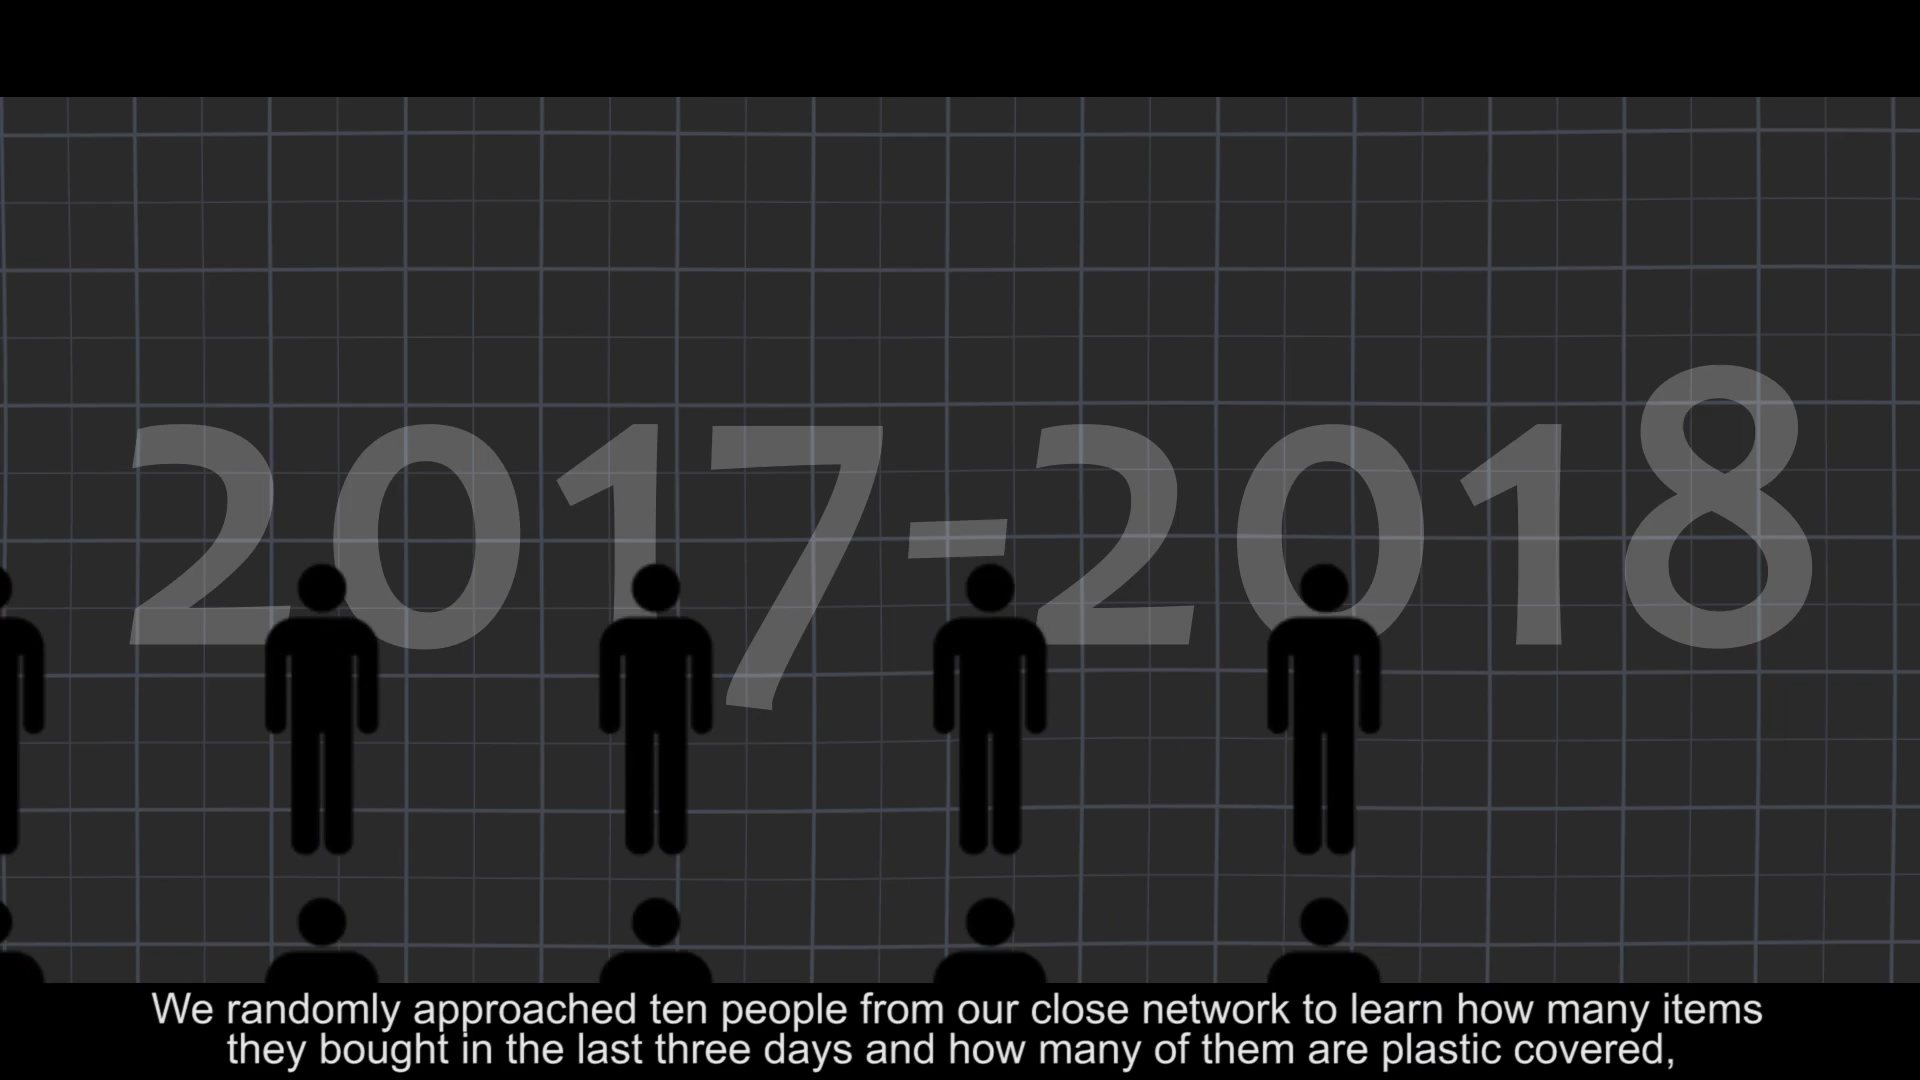 2017-2018
We randomly approached ten people from our close network to learn how many items
they bought in the last three days and how many of them are plastic covered,